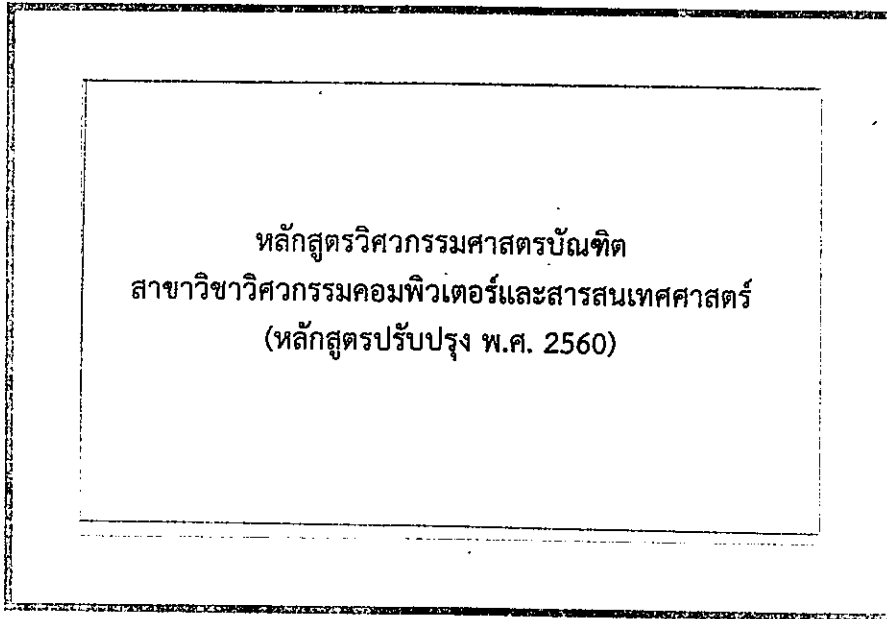 หลักสูตรวิศวกรรมศาสตรบัณฑิต
สาขาวิชาวิศวกรรมคอมพิวเตอร์และสารสนเทศศาสตร์
(หลักสูตรปรับปรุง พ.ศ. 2560)